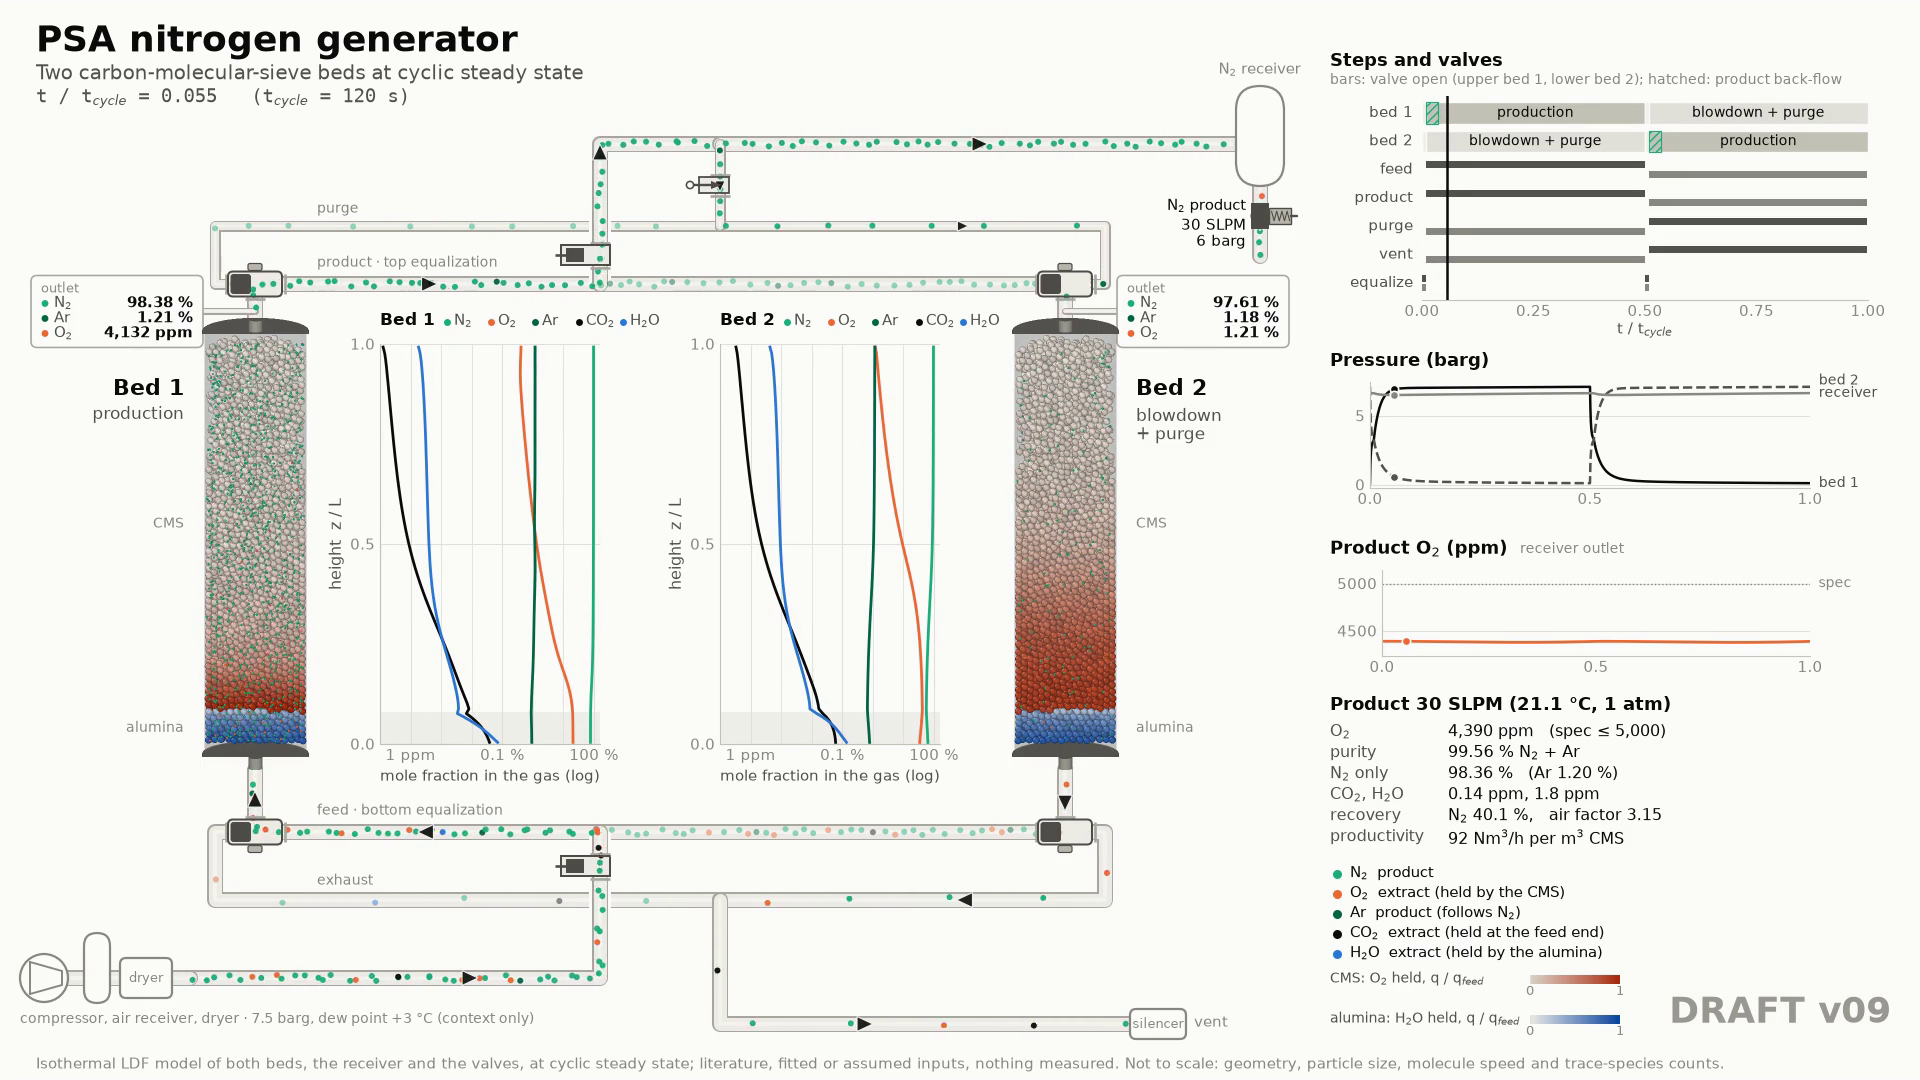 PSA nitrogen generator
Two carbon-molecular-sieve beds at cyclic steady state
t / t_cycle = 0.055 (t_cycle = 120 s)
N₂ receiver
purge
product · top equalization
N₂ product
30 SLPM
6 barg
outlet
N₂ 98.38 %
Ar 1.21 %
O₂ 4,132 ppm
Bed 1
production
CMS
alumina
Bed 1 N₂ O₂ Ar CO₂ H₂O
1.0
0.5
0.0
height z / L
1 ppm 0.1 % 100 %
mole fraction in the gas (log)
Bed 2 N₂ O₂ Ar CO₂ H₂O
1.0
0.5
0.0
height z / L
1 ppm 0.1 % 100 %
mole fraction in the gas (log)
outlet
N₂ 97.61 %
Ar 1.18 %
O₂ 1.21 %
Bed 2
blowdown
+ purge
CMS
alumina
feed · bottom equalization
exhaust
dryer
compressor, air receiver, dryer · 7.5 barg, dew point +3 °C (context only)
silencer
vent
Steps and valves
bars: valve open (upper bed 1, lower bed 2); hatched: product back-flow
bed 1 production blowdown + purge
bed 2 blowdown + purge production
feed
product
purge
vent
equalize
0.00 0.25 0.50 0.75 1.00
t / t_cycle
Pressure (barg)
5
0
0.0 0.5 1.0
bed 2
receiver
bed 1
Product O₂ (ppm) receiver outlet
5000
4500
spec
0.0 0.5 1.0
Product 30 SLPM (21.1 °C, 1 atm)
O₂ 4,390 ppm (spec ≤ 5,000)
purity 99.56 % N₂ + Ar
N₂ only 98.36 % (Ar 1.20 %)
CO₂, H₂O 0.14 ppm, 1.8 ppm
recovery N₂ 40.1 %, air factor 3.15
productivity 92 Nm³/h per m³ CMS
N₂ product
O₂ extract (held by the CMS)
Ar product (follows N₂)
CO₂ extract (held at the feed end)
H₂O extract (held by the alumina)
CMS: O₂ held, q / q_feed
0 1
alumina: H₂O held, q / q_feed
0 1
DRAFT v09
Isothermal LDF model of both beds, the receiver and the valves, at cyclic steady state; literature, fitted or assumed inputs, nothing measured. Not to scale: geometry, particle size, molecule speed and trace-species counts.